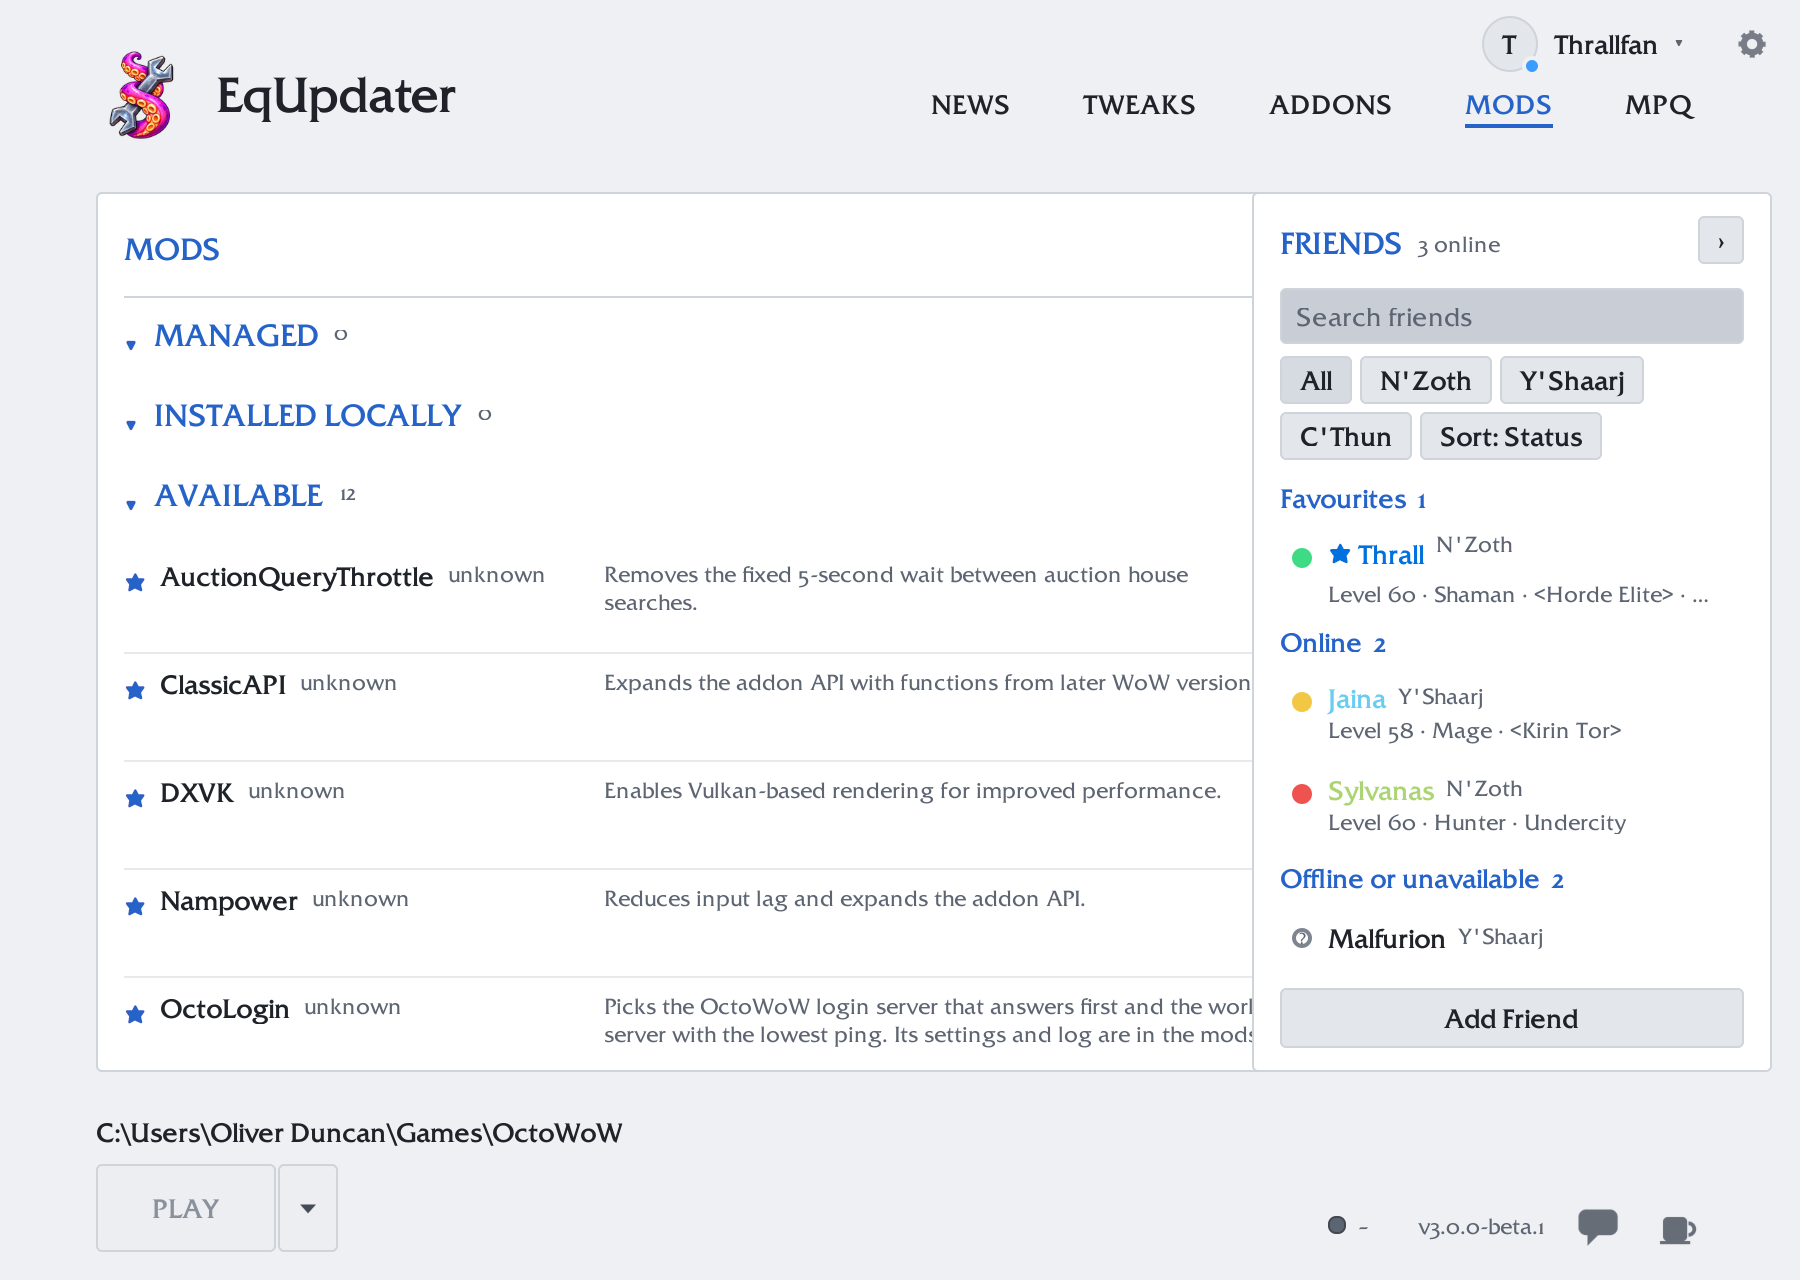 T Thrallfan
EqUpdater
NEWS TWEAKS ADDONS MODS MPQ
MODS
MANAGED 0
INSTALLED LOCALLY 0
AVAILABLE 12
AuctionQueryThrottle unknown
Removes the fixed 5-second wait between auction house
searches.
ClassicAPI unknown
Expands the addon API with functions from later WoW version
DXVK unknown
Enables Vulkan-based rendering for improved performance.
Nampower unknown
Reduces input lag and expands the addon API.
OctoLogin unknown
Picks the OctoWoW login server that answers first and the worl
server with the lowest ping. Its settings and log are in the mods
FRIENDS 3 online
›
Search friends
All N'Zoth Y'Shaarj
C'Thun Sort: Status
Favourites 1
Thrall N'Zoth
Level 60 · Shaman · <Horde Elite> · ...
Online 2
Jaina Y'Shaarj
Level 58 · Mage · <Kirin Tor>
Sylvanas N'Zoth
Level 60 · Hunter · Undercity
Offline or unavailable 2
? Malfurion Y'Shaarj
Add Friend
C:\Users\Oliver Duncan\Games\OctoWoW
PLAY
– v3.0.0-beta.1